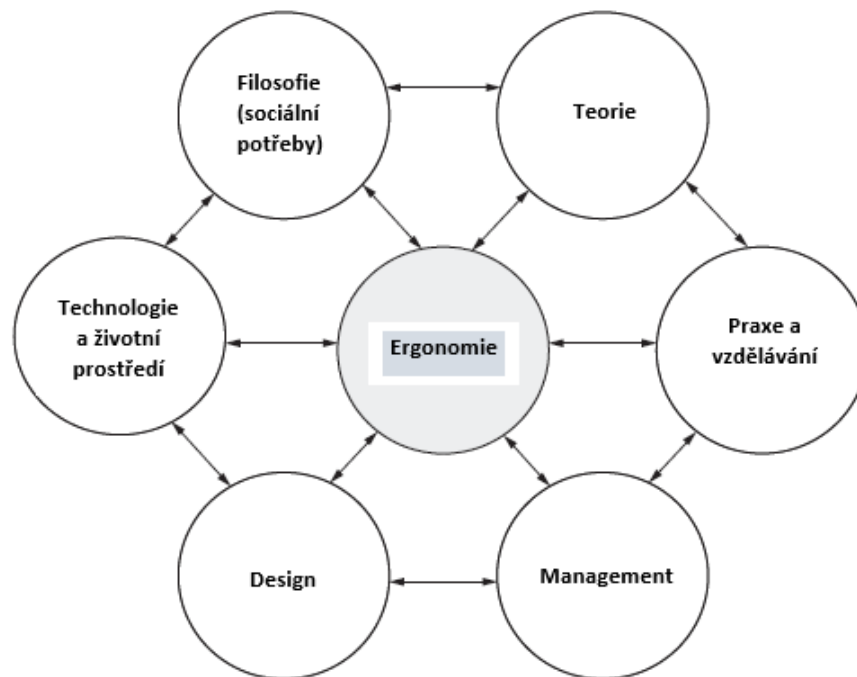 Filosofie
(sociální
potřeby)
Teorie
Technologie
a životní
prostředí
Ergonomie
Praxe a
vzdělávání
Design
Management